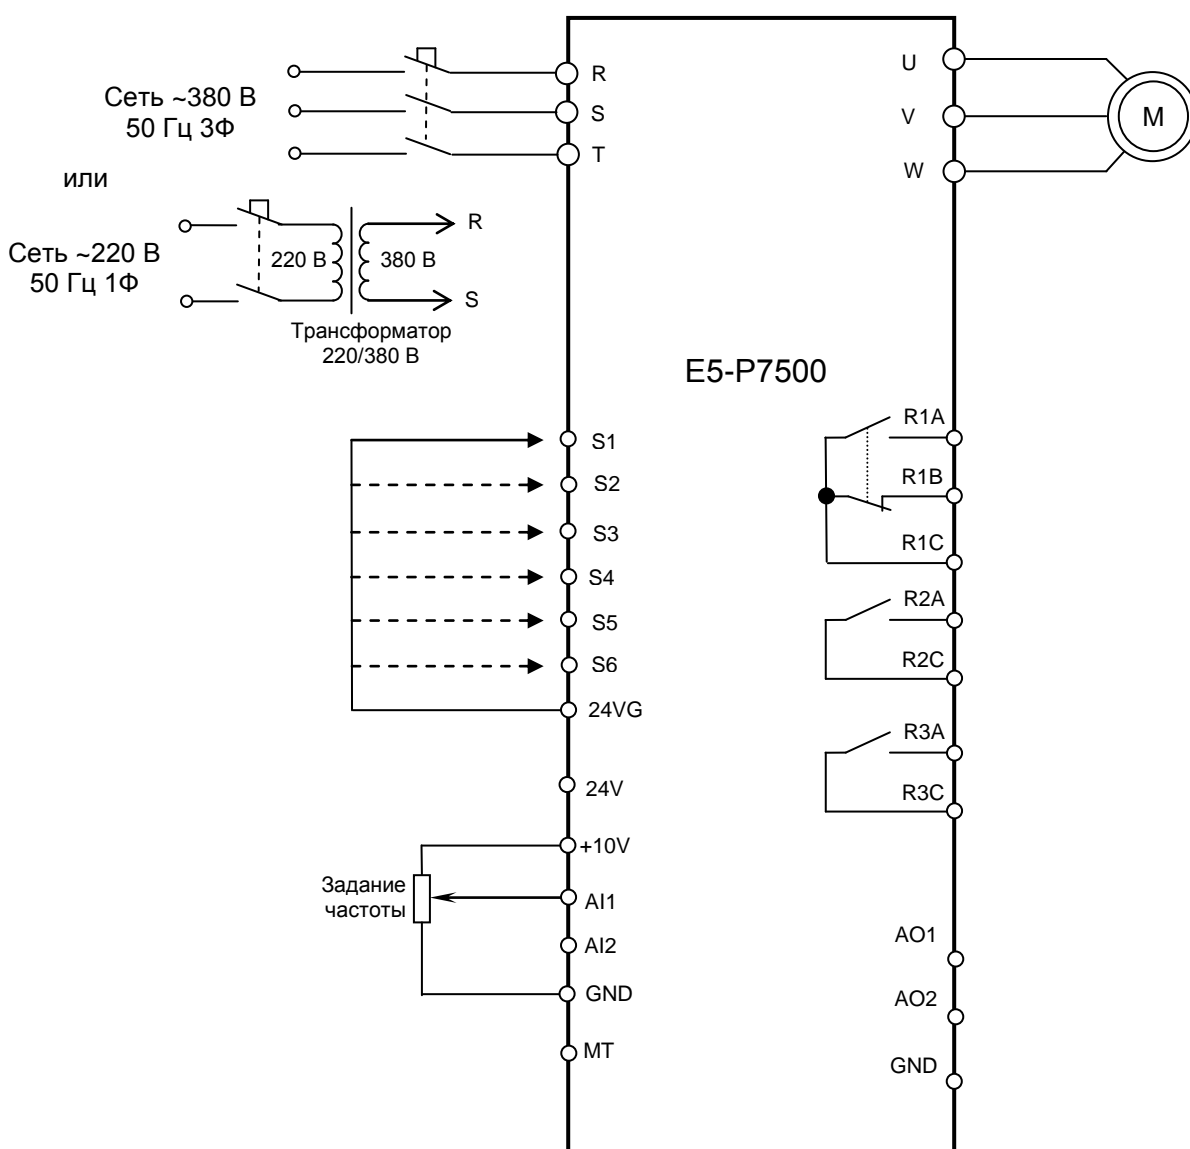 Сеть ~380 В
50 Гц 3Ф
или
Сеть ~220 В
50 Гц 1Ф
220 В
380 В
R
S
Трансформатор
220/380 В
R
S
T
U
V
W
M
E5-P7500
S1
S2
S3
S4
S5
S6
24VG
24V
+10V
Задание
частоты
AI1
AI2
GND
MT
R1A
R1B
R1C
R2A
R2C
R3A
R3C
AO1
AO2
GND